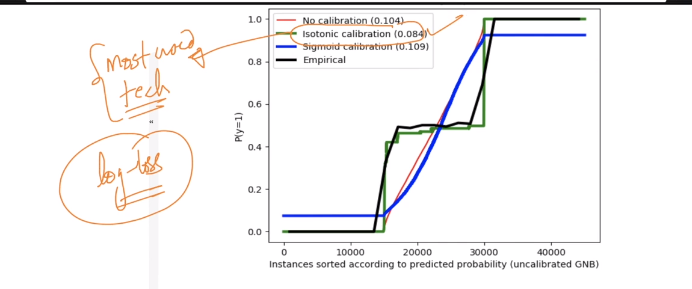 No calibration (0.104)
Isotonic calibration (0.084)
Sigmoid calibration (0.109)
Empirical
Most used
tech
"
log-loss
P(y=1)
1.0
0.8
0.6
0.4
0.2
0.0
0
10000
20000
30000
40000
Instances sorted according to predicted probability (uncalibrated GNB)